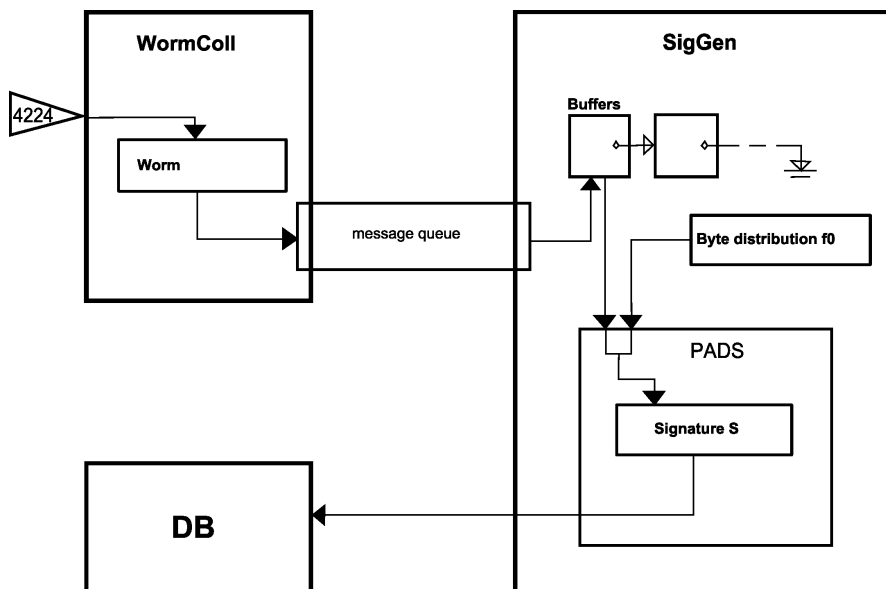 WormColl
SigGen
4224
Buffers
Worm
message queue
Byte distribution f0
PADS
Signature S
DB